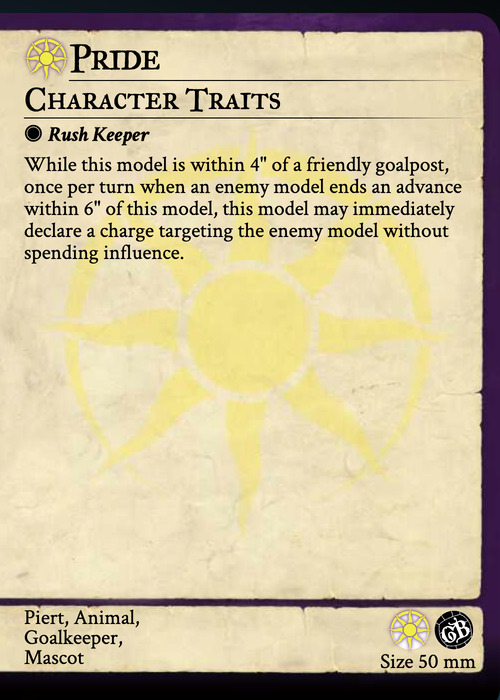 Pride
Character Traits
Rush Keeper
While this model is within 4" of a friendly goalpost,
once per turn when an enemy model ends an advance
within 6" of this model, this model may immediately
declare a charge targeting the enemy model without
spending influence.
Piert, Animal,
Goalkeeper,
Mascot
GB
Size 50 mm